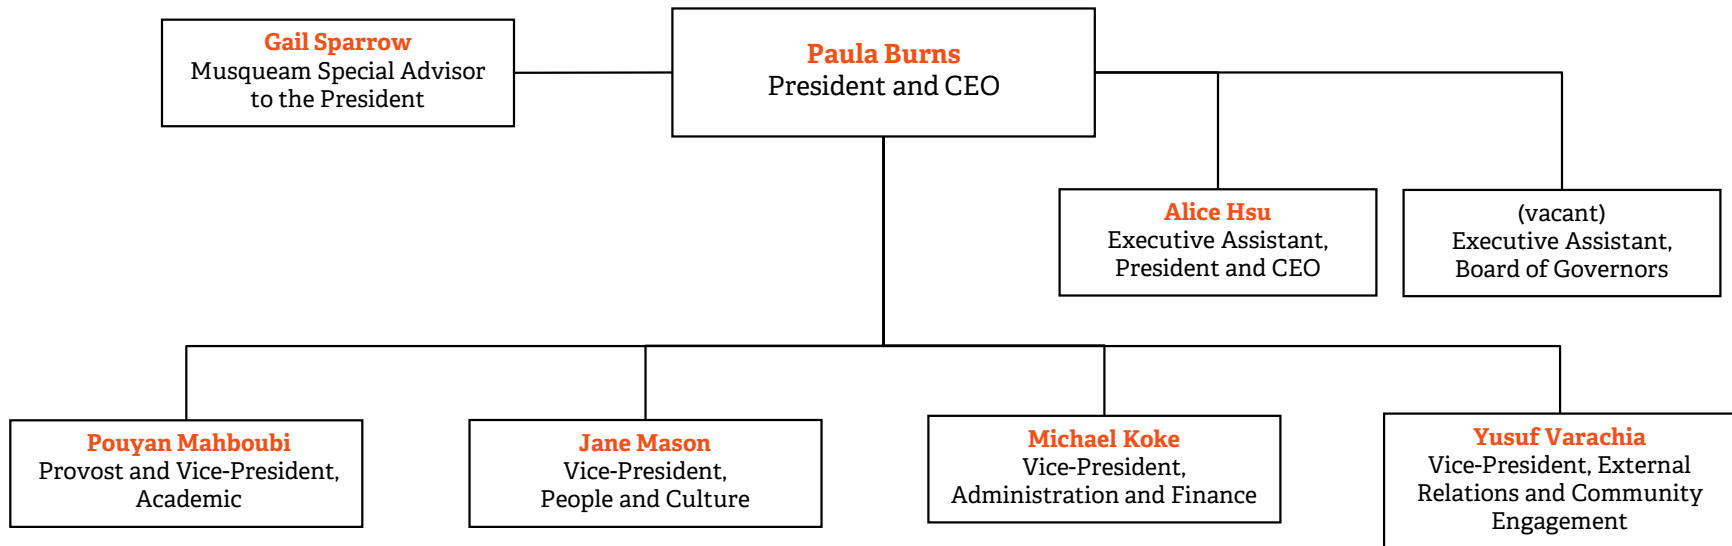 Gail Sparrow
Musqueam Special Advisor
to the President
Paula Burns
President and CEO
Alice Hsu
Executive Assistant,
President and CEO
(vacant)
Executive Assistant,
Board of Governors
Pouyan Mahboubi
Provost and Vice-President,
Academic
Jane Mason
Vice-President,
People and Culture
Michael Koke
Vice-President,
Administration and Finance
Yusuf Varachia
Vice-President, External
Relations and Community
Engagement